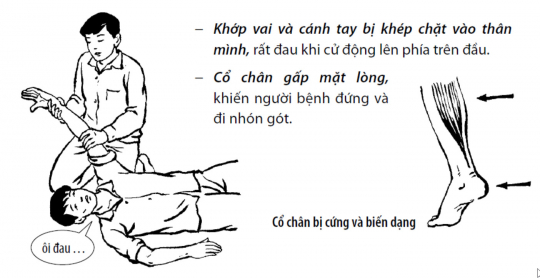 – Khớp vai và cánh tay bị khép chặt vào thân
mình, rất đau khi cử động lên phía trên đầu.
– Cổ chân gấp mặt lòng,
khiến người bệnh đứng và
đi nhón gót.
Cổ chân bị cứng và biến dạng
ôi đau ...